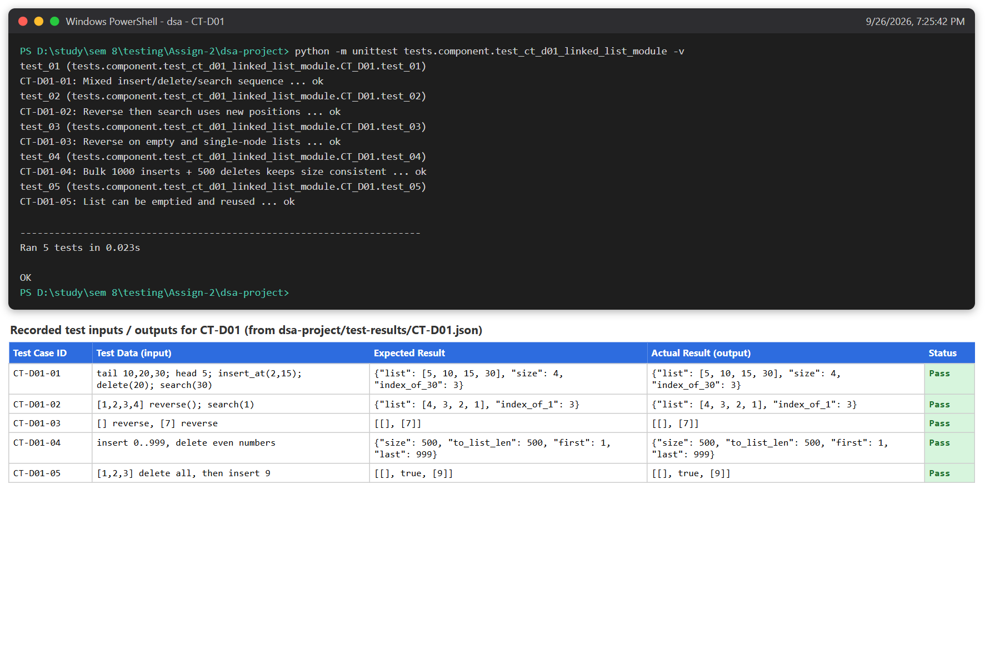 Windows PowerShell - dsa - CT-D01
9/26/2026, 7:25:42 PM
PS D:\study\sem 8\testing\Assign-2\dsa-project> python -m unittest tests.component.test_ct_d01_linked_list_module -v
test_01 (tests.component.test_ct_d01_linked_list_module.CT_D01.test_01)
CT-D01-01: Mixed insert/delete/search sequence ... ok
test_02 (tests.component.test_ct_d01_linked_list_module.CT_D01.test_02)
CT-D01-02: Reverse then search uses new positions ... ok
test_03 (tests.component.test_ct_d01_linked_list_module.CT_D01.test_03)
CT-D01-03: Reverse on empty and single-node lists ... ok
test_04 (tests.component.test_ct_d01_linked_list_module.CT_D01.test_04)
CT-D01-04: Bulk 1000 inserts + 500 deletes keeps size consistent ... ok
test_05 (tests.component.test_ct_d01_linked_list_module.CT_D01.test_05)
CT-D01-05: List can be emptied and reused ... ok
----------------------------------------------------------------------
Ran 5 tests in 0.023s
OK
PS D:\study\sem 8\testing\Assign-2\dsa-project>
Recorded test inputs / outputs for CT-D01 (from dsa-project/test-results/CT-D01.json)
Test Case ID Test Data (input) Expected Result Actual Result (output) Status
CT-D01-01 tail 10,20,30; head 5; insert_at(2,15); {"list": [5, 10, 15, 30], "size": 4, {"list": [5, 10, 15, 30], "size": 4, Pass
delete(20); search(30) "index_of_30": 3} "index_of_30": 3}
CT-D01-02 [1,2,3,4] reverse(); search(1) {"list": [4, 3, 2, 1], "index_of_1": 3} {"list": [4, 3, 2, 1], "index_of_1": 3} Pass
CT-D01-03 [] reverse, [7] reverse [[], [7]] [[], [7]] Pass
CT-D01-04 insert 0..999, delete even numbers {"size": 500, "to_list_len": 500, "first": 1, {"size": 500, "to_list_len": 500, "first": 1, Pass
"last": 999} "last": 999}
CT-D01-05 [1,2,3] delete all, then insert 9 [[], true, [9]] [[], true, [9]] Pass